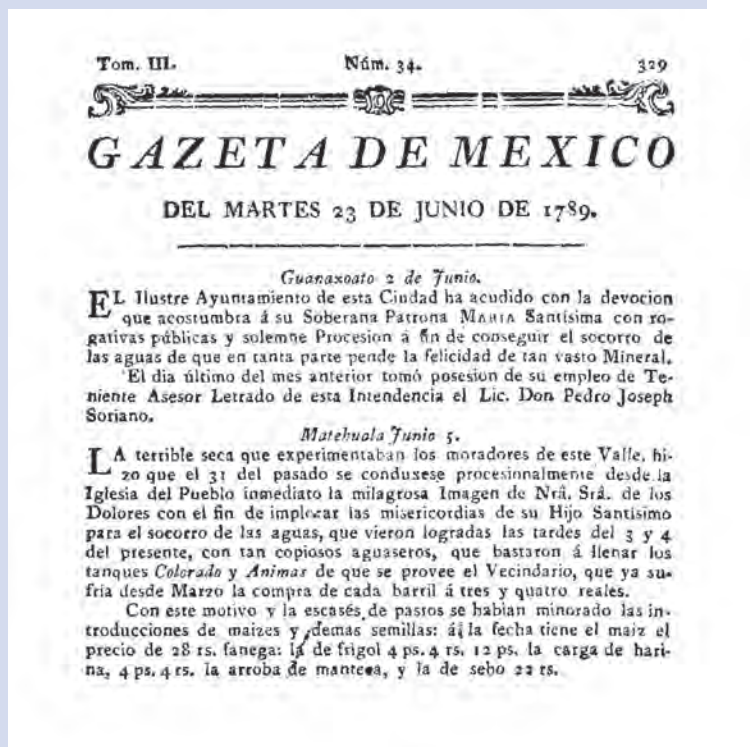 Tom. III. Núm. 34. 329
GAZETA DE MEXICO
DEL MARTES 23 DE JUNIO DE 1789.
Guanaxoato 2 de Junio.
EL Ilustre Ayuntamiento de esta Ciudad ha acudido con la devocion
que acostumbra á su Soberana Patrona MARIA Santísima con ro-
gativas públicas y solemne Procesion á fin de conseguir el socorro de
las aguas de que en tanta parte pende la felicidad de tan vasto Mineral.
El dia último del mes anterior tomó posesion de su empleo de Te-
niente Asesor Letrado de esta Intendencia el Lic. Don Pedro Joseph
Soriano.
Matehuala Junio 5.
LA terrible seca que experimentaban los moradores de este Valle, hi-
zo que el 31 del pasado se conduxese procesionalmente desde la
Iglesia del Pueblo inmediato la milagrosa Imagen de Nrâ. Srâ. de los
Dolores con el fin de implorar las misericordias de su Hijo Santísimo
para el socorro de las aguas, que vieron logradas las tardes del 3 y 4
del presente, con tan copiosos aguaseros, que bastaron á llenar los
tanques Colorado y Animas de que se provee el Vecindario, que ya su-
fria desde Marzo la compra de cada barril á tres y quatro reales.
Con este motivo y la escasés de pastos se habian minorado las in-
troducciones de maizes y demas semillas: á la fecha tiene el maiz el
precio de 28 rs. fanega: la de frigol 4 ps. 4 rs. 12 ps. la carga de hari-
na, 4 ps. 4 rs. la arroba de manteca, y la de sebo 22 rs.